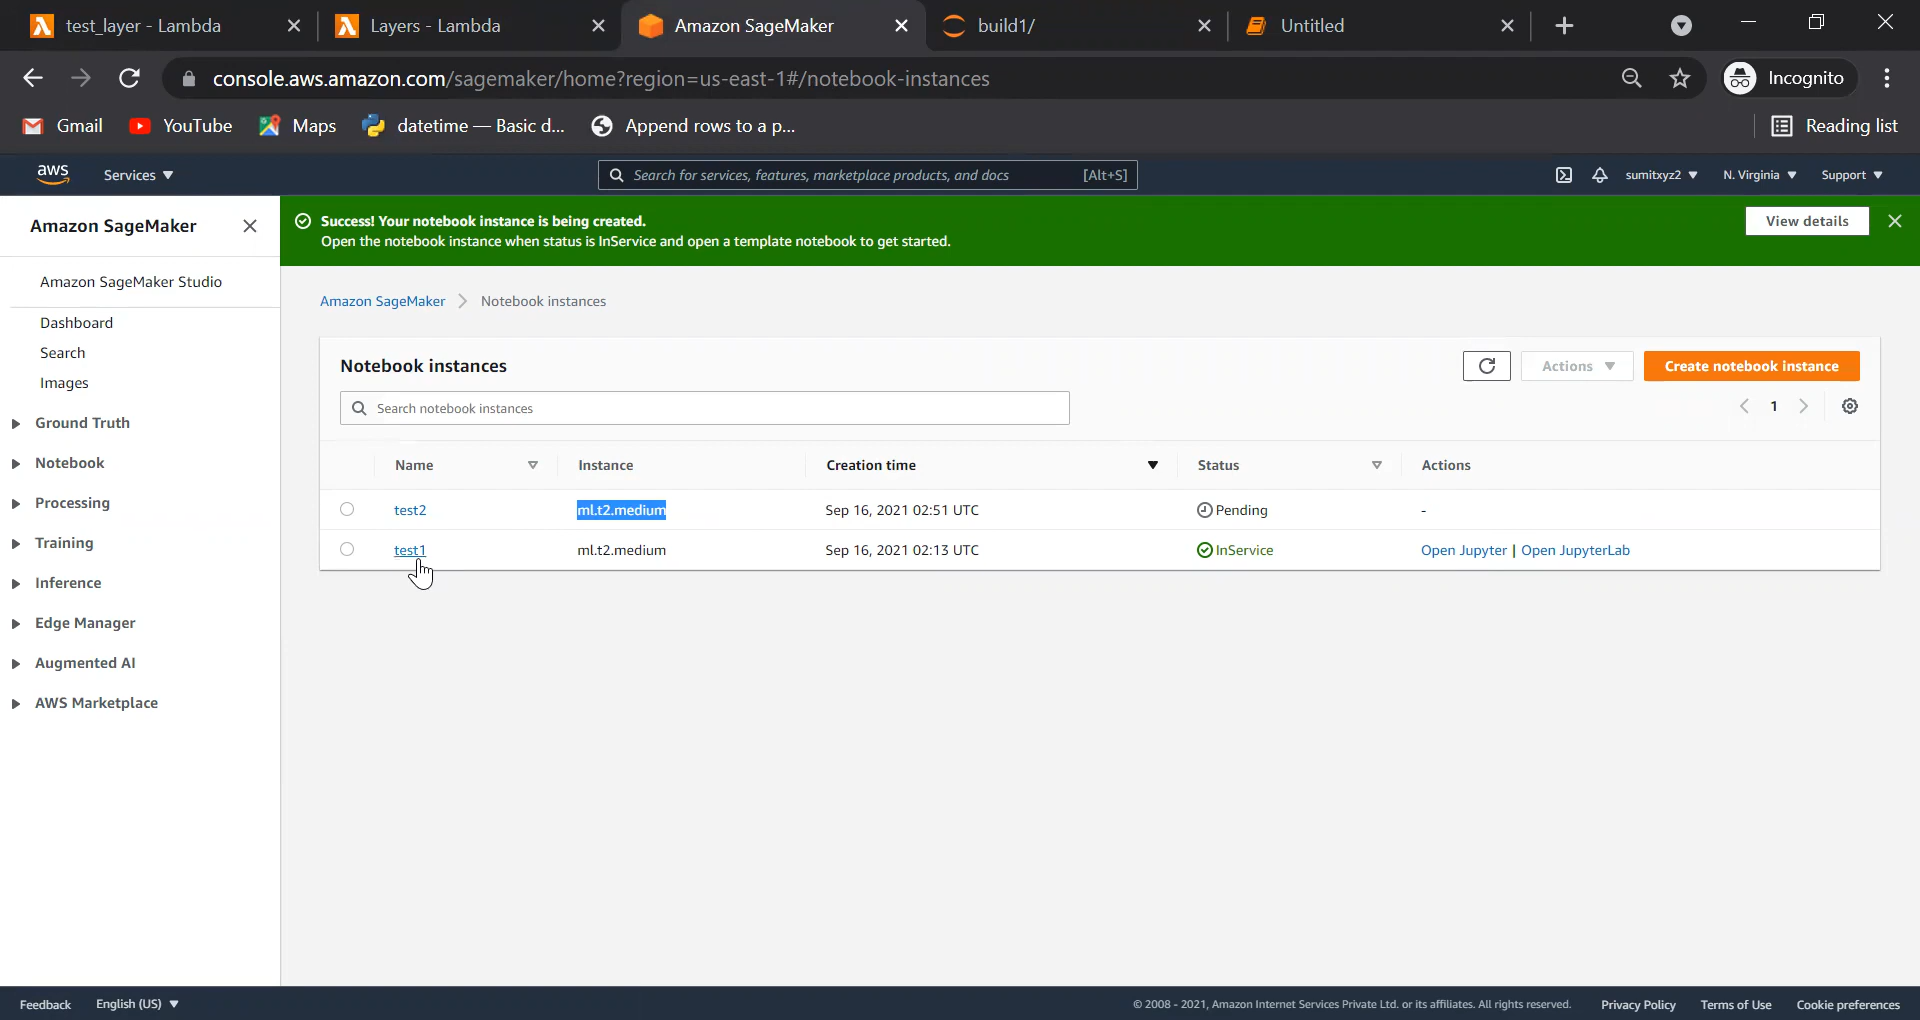 test_layer - Lambda
Layers - Lambda
Amazon SageMaker
build1/
Untitled
console.aws.amazon.com/sagemaker/home?region=us-east-1#/notebook-instances
Incognito
Gmail
YouTube
Maps
datetime — Basic d...
Append rows to a p...
Reading list
aws
Services
Search for services, features, marketplace products, and docs
[Alt+S]
sumitxyz2
N. Virginia
Support
Amazon SageMaker
Success! Your notebook instance is being created.
Open the notebook instance when status is InService and open a template notebook to get started.
View details
Amazon SageMaker Studio
Dashboard
Search
Images
Ground Truth
Notebook
Processing
Training
Inference
Edge Manager
Augmented AI
AWS Marketplace
Amazon SageMaker
Notebook instances
Notebook instances
Actions
Create notebook instance
Search notebook instances
1
Name Instance Creation time Status Actions
test2 ml.t2.medium Sep 16, 2021 02:51 UTC Pending -
test1 ml.t2.medium Sep 16, 2021 02:13 UTC InService Open Jupyter | Open JupyterLab
Feedback
English (US)
© 2008 - 2021, Amazon Internet Services Private Ltd. or its affiliates. All rights reserved.
Privacy Policy
Terms of Use
Cookie preferences